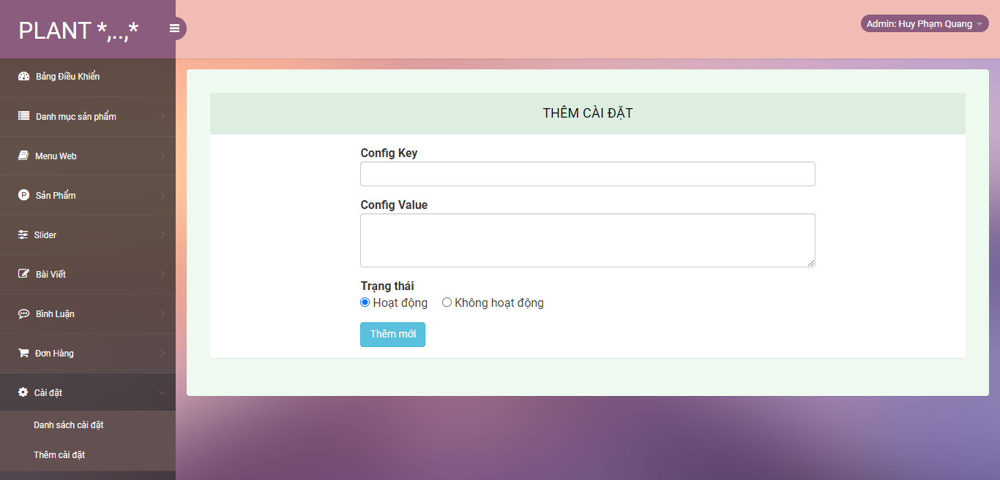 PLANT *,..,*
Admin: Huy Phạm Quang
Bảng Điều Khiển
Danh mục sản phẩm
Menu Web
Sản Phẩm
Slider
Bài Viết
Bình Luận
Đơn Hàng
Cài đặt
Danh sách cài đặt
Thêm cài đặt
THÊM CÀI ĐẶT
Config Key
Config Value
Trạng thái
Hoạt động Không hoạt động
Thêm mới